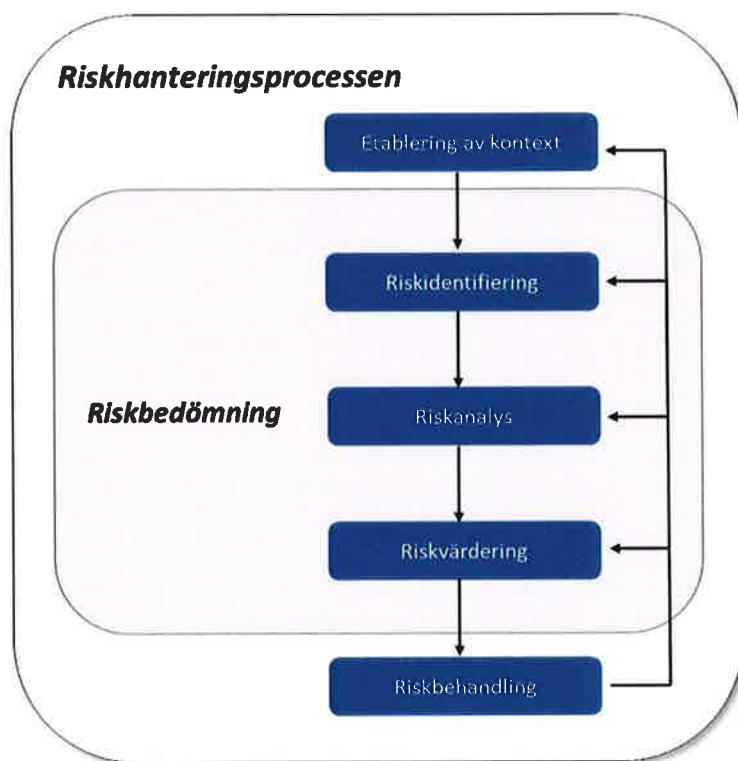 Riskhanteringsprocessen
Etablering av kontext
Riskidentifiering
Riskbedömning
Riskanalys
Riskvärdering
Riskbehandling